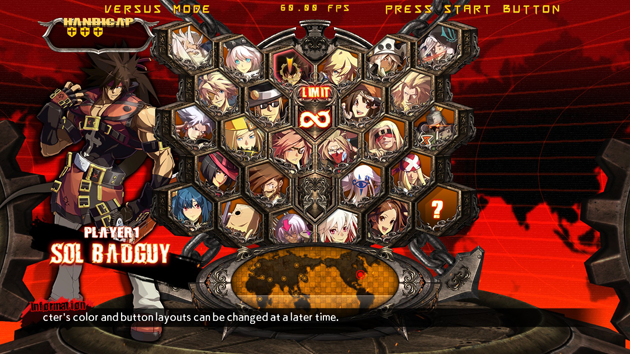 VERSUS MODE
60.00 FPS
PRESS START BUTTON
HANDICAP
LIMIT
∞
?
PLAYER1
SOL BADGUY
Information
cter's color and button layouts can be changed at a later time.